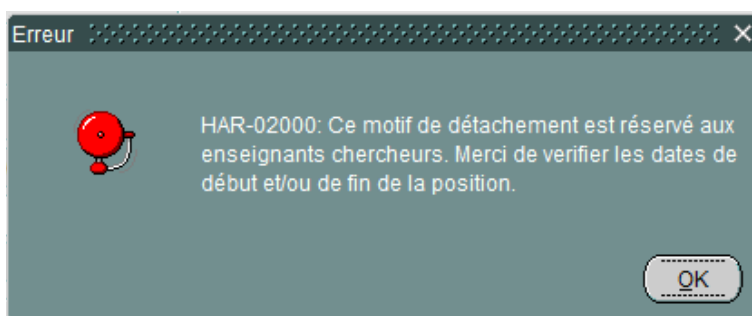 Erreur
HAR-02000: Ce motif de détachement est réservé aux
enseignants chercheurs. Merci de verifier les dates de
début et/ou de fin de la position.
OK